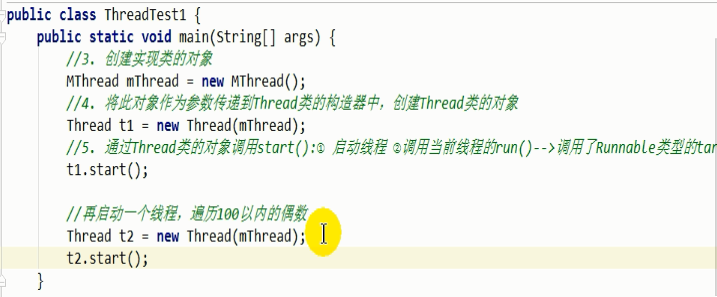 public class ThreadTest1 {
public static void main(String[] args) {
//3. 创建实现类的对象
MThread mThread = new MThread();
//4. 将此对象作为参数传递到Thread类的构造器中，创建Thread类的对象
Thread t1 = new Thread(mThread);
//5. 通过Thread类的对象调用start():① 启动线程 ②调用当前线程的run()-->调用了Runnable类型的tar
t1.start();
//再启动一个线程，遍历100以内的偶数
Thread t2 = new Thread(mThread);
t2.start();
}